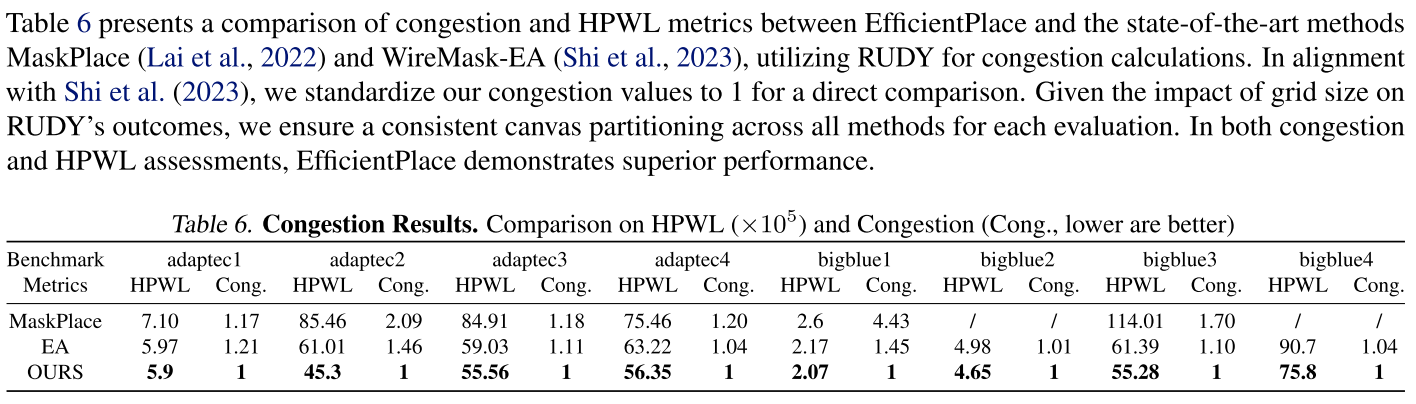 Table 6 presents a comparison of congestion and HPWL metrics between EfficientPlace and the state-of-the-art methods
MaskPlace (Lai et al., 2022) and WireMask-EA (Shi et al., 2023), utilizing RUDY for congestion calculations. In alignment
with Shi et al. (2023), we standardize our congestion values to 1 for a direct comparison. Given the impact of grid size on
RUDY's outcomes, we ensure a consistent canvas partitioning across all methods for each evaluation. In both congestion
and HPWL assessments, EfficientPlace demonstrates superior performance.
Table 6. Congestion Results. Comparison on HPWL (×10⁵) and Congestion (Cong., lower are better)
Benchmark adaptec1 adaptec2 adaptec3 adaptec4 bigblue1 bigblue2 bigblue3 bigblue4
Metrics HPWL Cong. HPWL Cong. HPWL Cong. HPWL Cong. HPWL Cong. HPWL Cong. HPWL Cong. HPWL Cong.
MaskPlace 7.10 1.17 85.46 2.09 84.91 1.18 75.46 1.20 2.6 4.43 / / 114.01 1.70 / /
EA 5.97 1.21 61.01 1.46 59.03 1.11 63.22 1.04 2.17 1.45 4.98 1.01 61.39 1.10 90.7 1.04
OURS 5.9 1 45.3 1 55.56 1 56.35 1 2.07 1 4.65 1 55.28 1 75.8 1